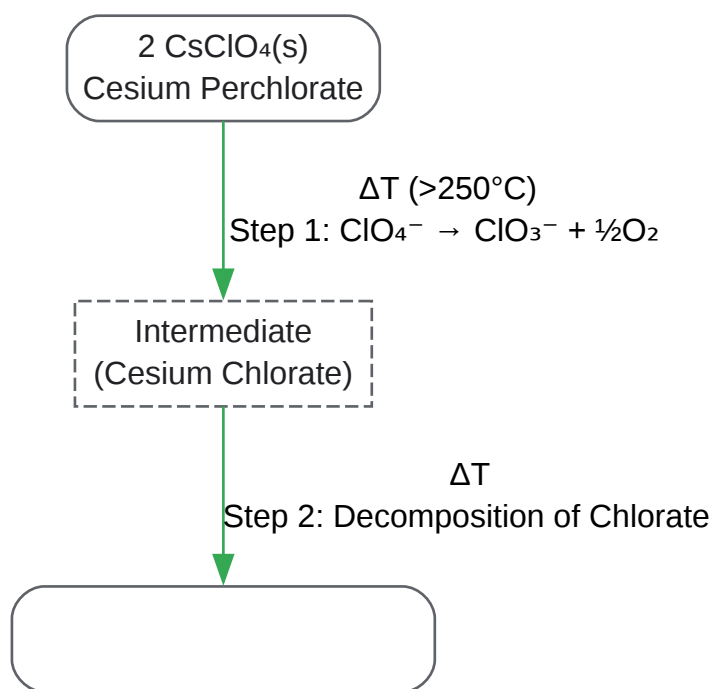 2 CsClO₄(s)
Cesium Perchlorate
ΔT (>250°C)
Step 1: ClO₄⁻ → ClO₃⁻ + ½O₂
Intermediate
(Cesium Chlorate)
ΔT
Step 2: Decomposition of Chlorate